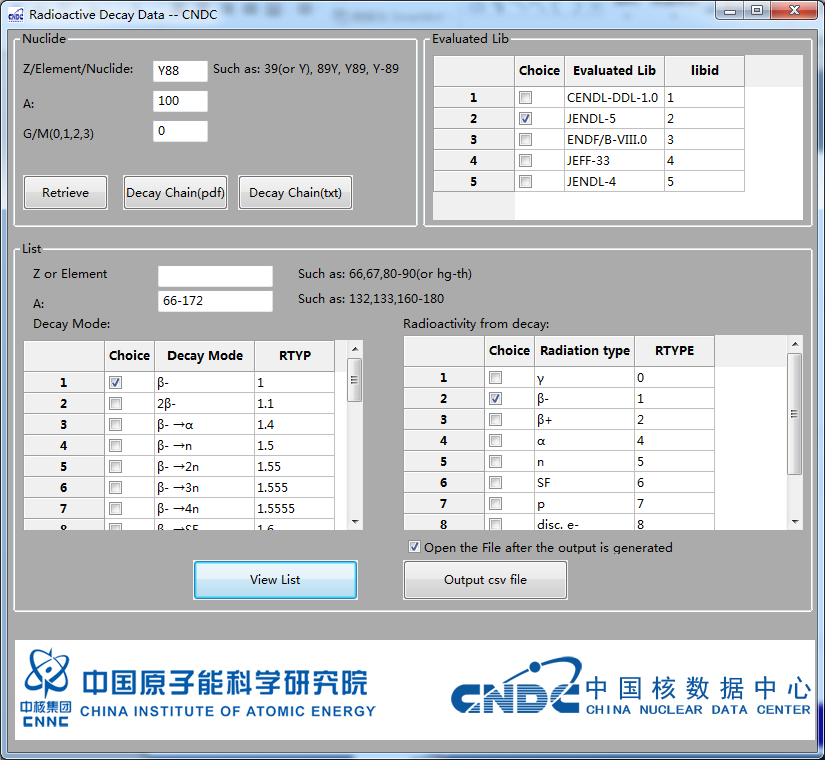 CNDC Radioactive Decay Data -- CNDC
Nuclide
Z/Element/Nuclide: Y88 Such as: 39(or Y), 89Y, Y89, Y-89
A: 100
G/M(0,1,2,3) 0
Retrieve Decay Chain(pdf) Decay Chain(txt)
Evaluated Lib
Choice Evaluated Lib libid
1 CENDL-DDL-1.0 1
2 JENDL-5 2
3 ENDF/B-VIII.0 3
4 JEFF-33 4
5 JENDL-4 5
List
Z or Element Such as: 66,67,80-90(or hg-th)
A: 66-172 Such as: 132,133,160-180
Decay Mode:
Choice Decay Mode RTYP
1 β- 1
2 2β- 1.1
3 β- →α 1.4
4 β- →n 1.5
5 β- →2n 1.55
6 β- →3n 1.555
7 β- →4n 1.5555
8 β- →SF 1.6
Radioactivity from decay:
Choice Radiation type RTYPE
1 γ 0
2 β- 1
3 β+ 2
4 α 4
5 n 5
6 SF 6
7 p 7
8 disc. e- 8
Open the File after the output is generated
View List Output csv file
中核集团
CNNC
中国原子能科学研究院
CHINA INSTITUTE OF ATOMIC ENERGY
CNDC
中国核数据中心
CHINA NUCLEAR DATA CENTER